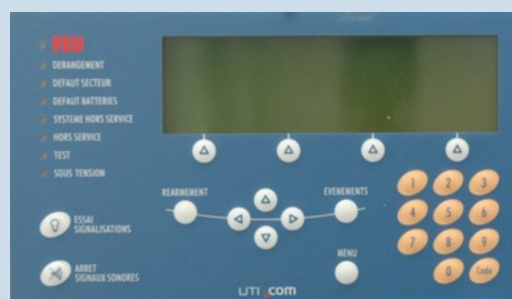 FEU
DERANGEMENT
DEFAUT SECTEUR
DEFAUT BATTERIES
SYSTEME HORS SERVICE
HORS SERVICE
TEST
SOUS TENSION
REARMEMENT
EVENEMENTS
1 2 3
4 5 6
7 8 9
0 Code
ESSAI
SIGNALISATIONS
MENU
ARRET
SIGNAUX SONORES
UTI.com